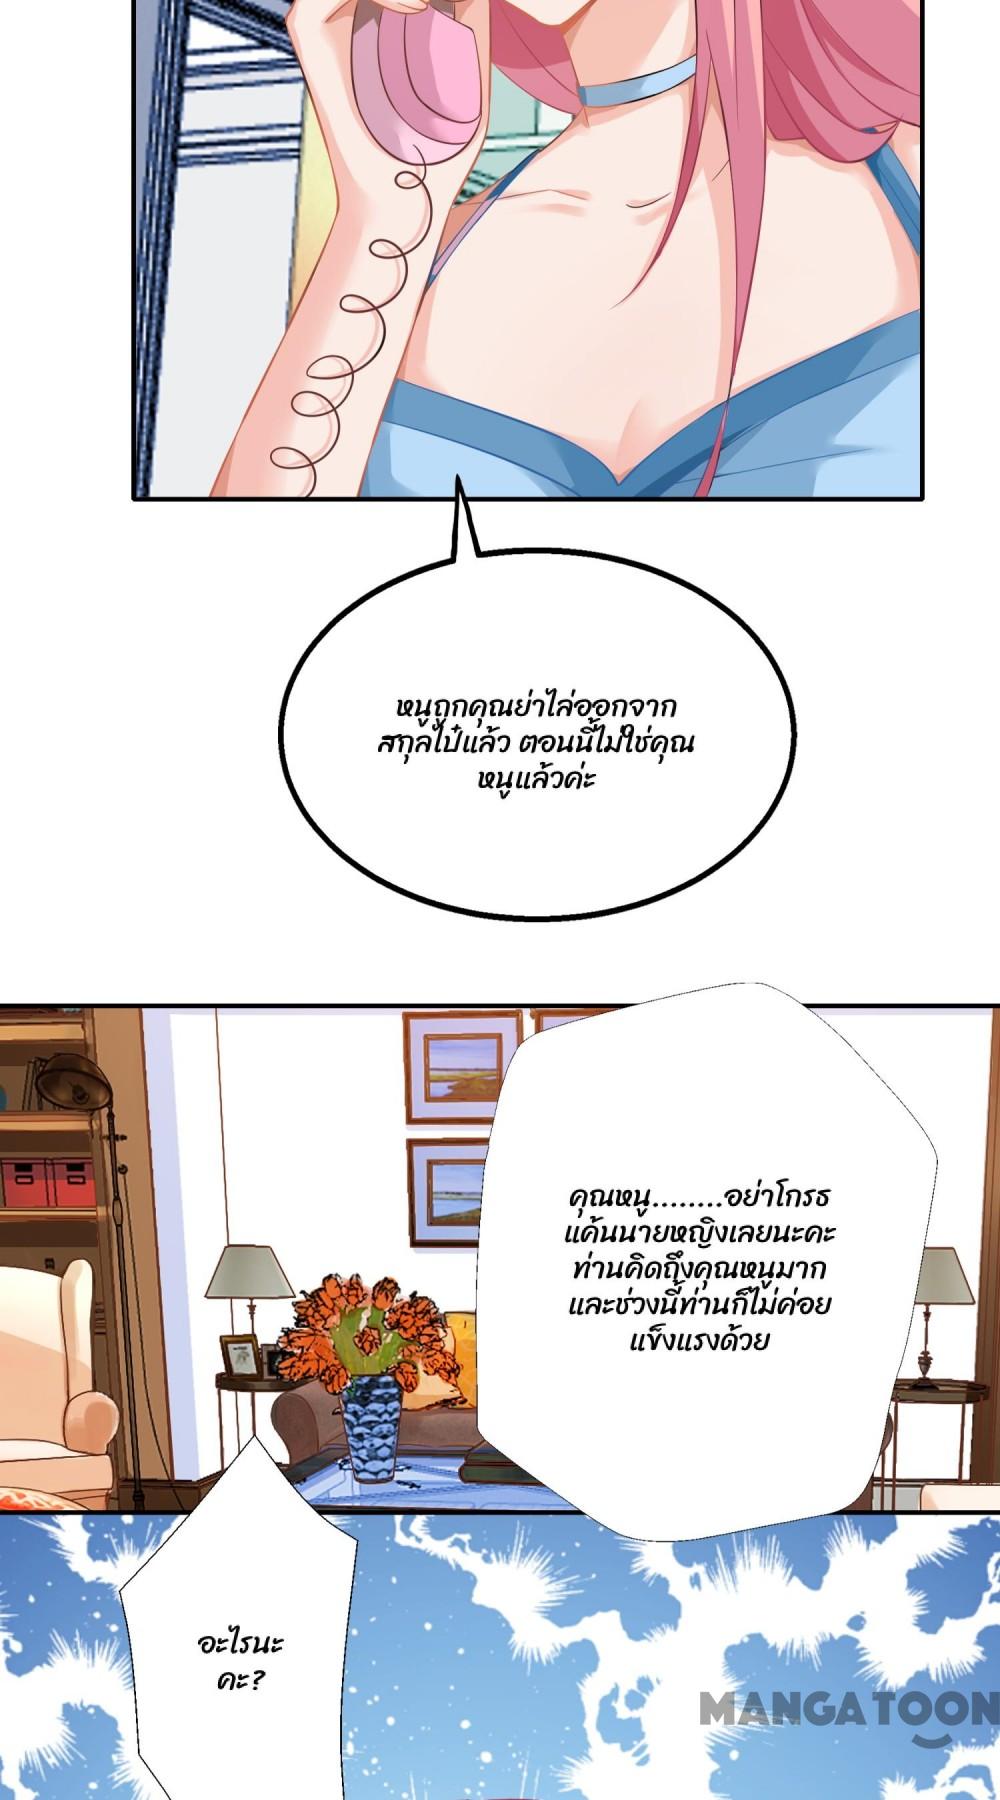 หนูถูกคุณย่าไล่ออกจาก
สกุลไป๋แล้ว ตอนนี้ไม่ใช่คุณ
หนูแล้วค่ะ
คุณหนู........อย่าโกรธ
แค้นนายหญิงเลยนะคะ
ท่านคิดถึงคุณหนูมาก
และช่วงนี้ท่านก็ไม่ค่อย
แข็งแรงด้วย
อะไรนะ
คะ?
MANGATOON